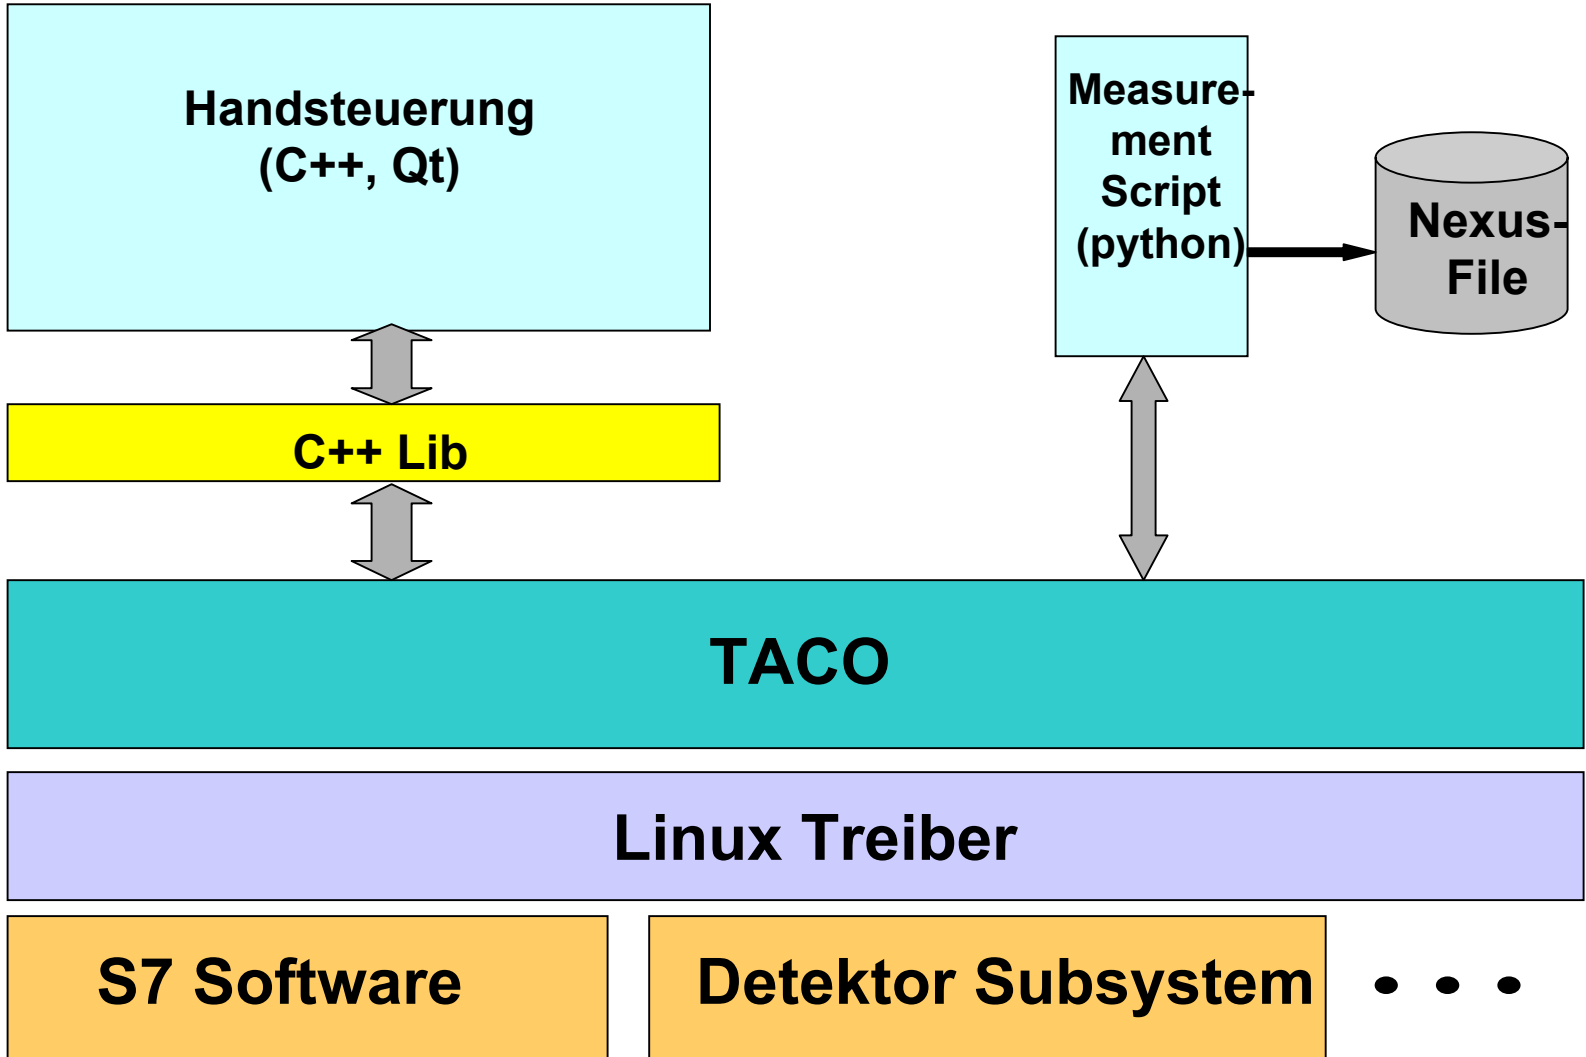 Handsteuerung
(C++, Qt)
Measure-
ment
Script
(python)
Nexus-
File
C++ Lib
TACO
Linux Treiber
S7 Software
Detektor Subsystem
• • •